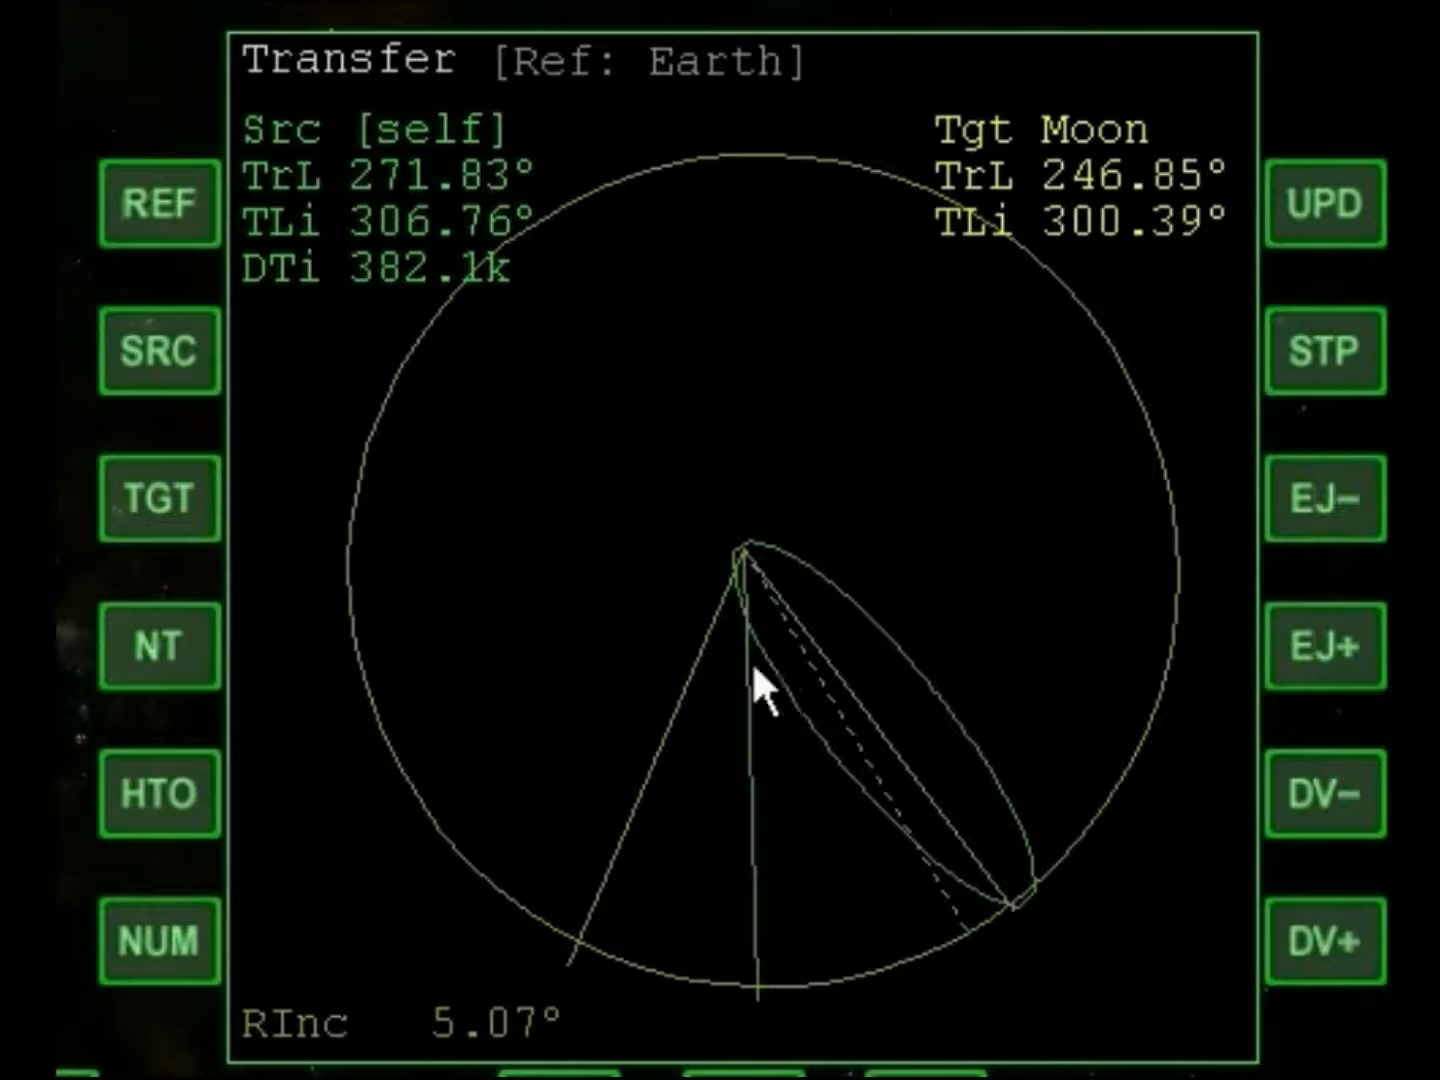 Transfer [Ref: Earth]
Src [self]
TrL 271.83°
TLi 306.76°
DTi 382.1k
Tgt Moon
TrL 246.85°
TLi 300.39°
REF
SRC
TGT
NT
HTO
NUM
UPD
STP
EJ−
EJ+
DV−
DV+
RInc 5.07°